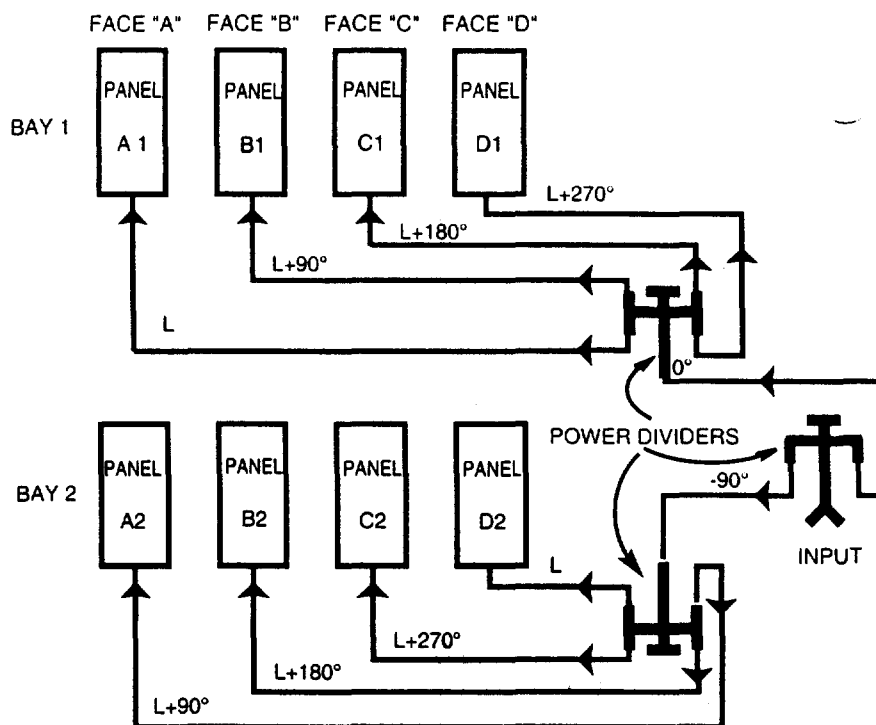 FACE "A" FACE "B" FACE "C" FACE "D"
BAY 1
PANEL
A 1
PANEL
B1
PANEL
C1
PANEL
D1
L+270°
L+180°
L+90°
L
0°
POWER DIVIDERS
-90°
INPUT
BAY 2
PANEL
A2
PANEL
B2
PANEL
C2
PANEL
D2
L
L+270°
L+180°
L+90°